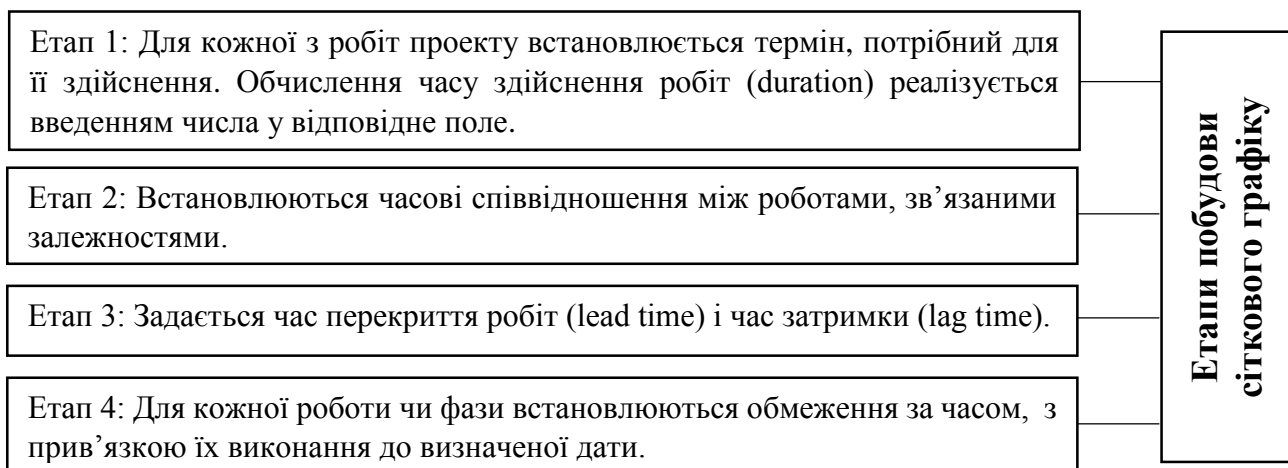 Етап 1: Для кожної з робіт проекту встановлюється термін, потрібний для
її здійснення. Обчислення часу здійснення робіт (duration) реалізується
введенням числа у відповідне поле.
Етап 2: Встановлюються часові співвідношення між роботами, зв’язаними
залежностями.
Етап 3: Задається час перекриття робіт (lead time) і час затримки (lag time).
Етап 4: Для кожної роботи чи фази встановлюються обмеження за часом, з
прив’язкою їх виконання до визначеної дати.
Етапи побудови
сіткового графіку